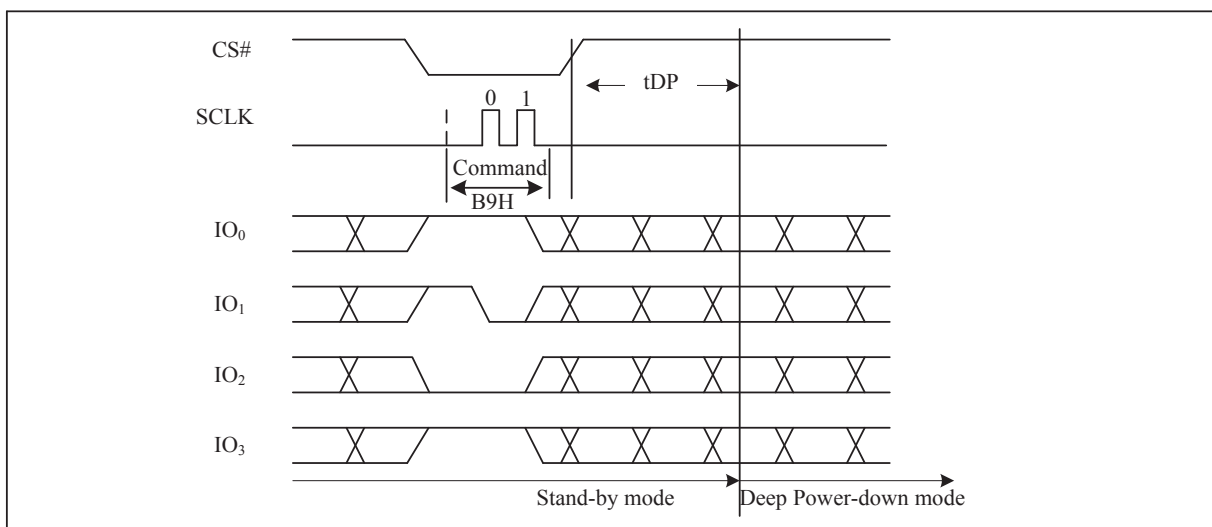 CS#
tDP
SCLK
0 1
Command
B9H
IO0
IO1
IO2
IO3
Stand-by mode
Deep Power-down mode